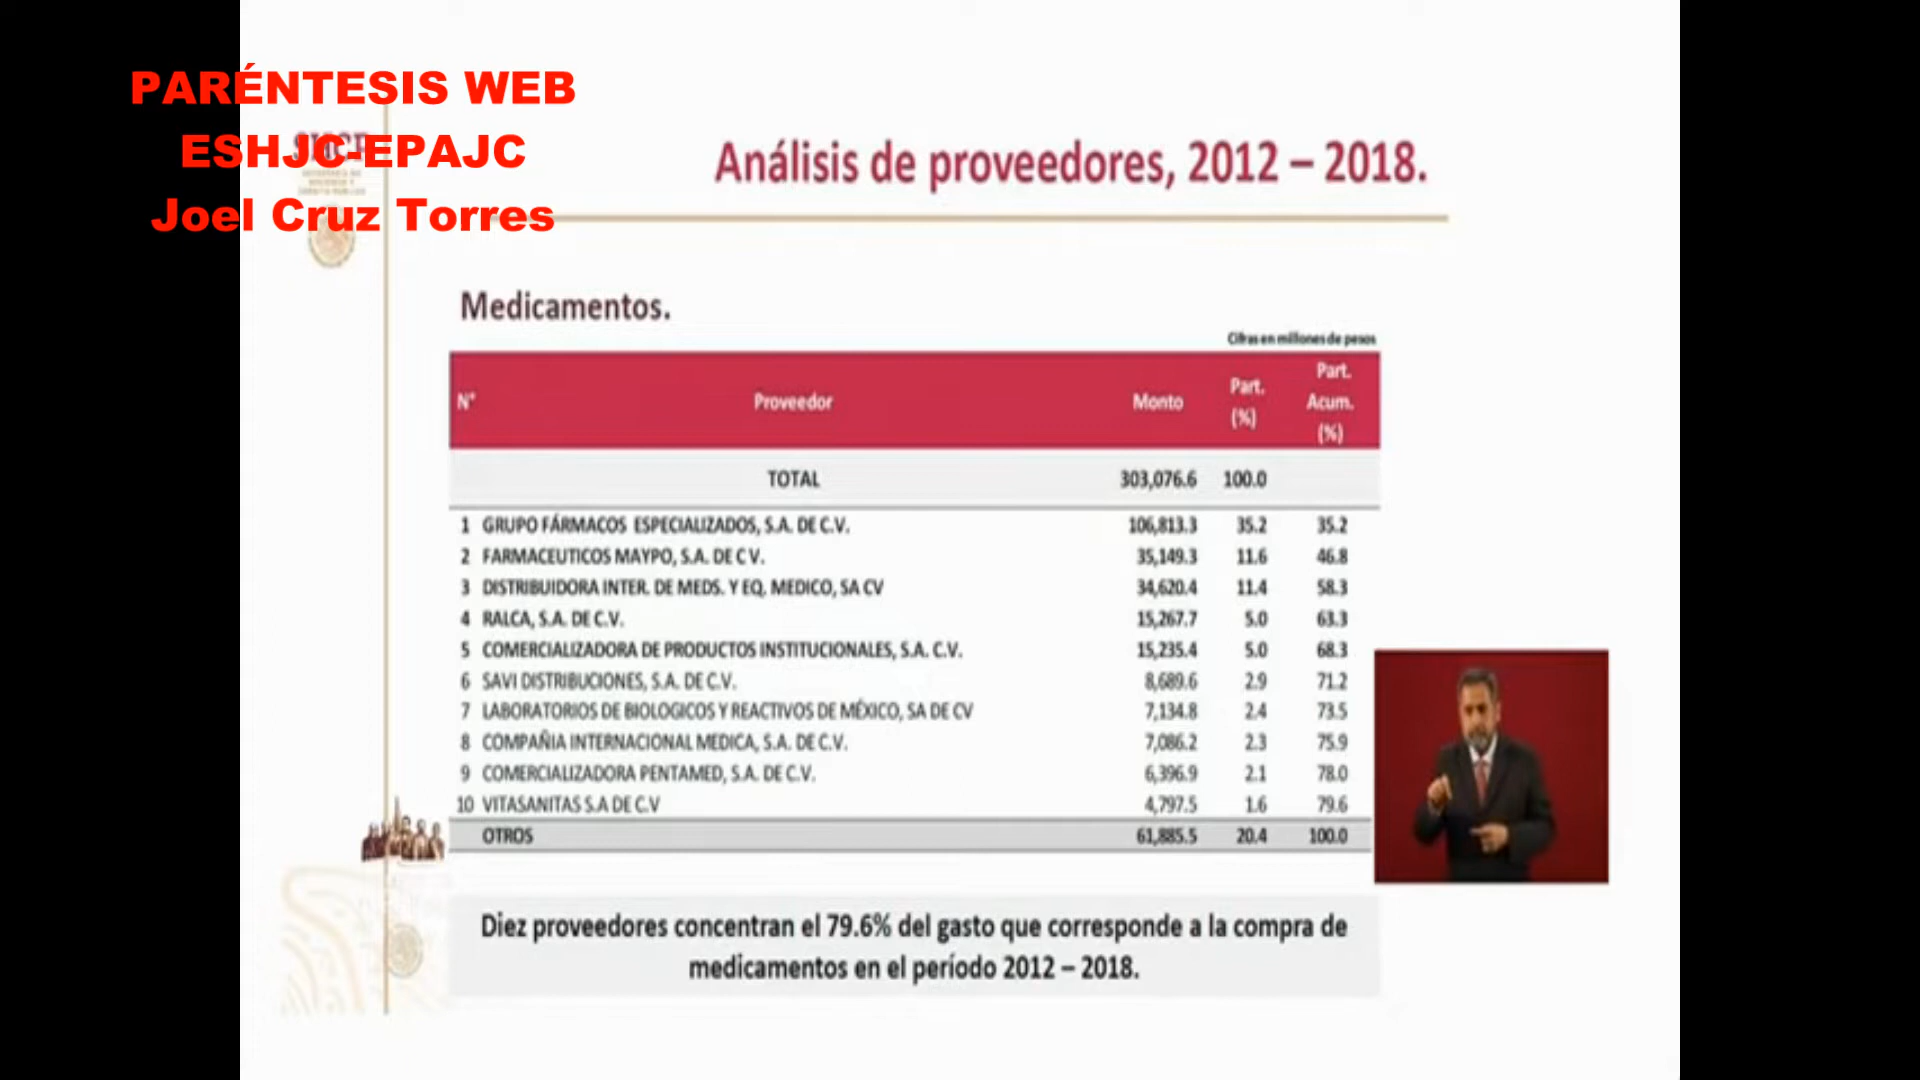 PARÉNTESIS WEB
ESHJC-EPAJC
Joel Cruz Torres
Análisis de proveedores, 2012 – 2018.
Medicamentos.
Cifras en millones de pesos
N° Proveedor Monto Part. (%) Part. Acum. (%)
TOTAL 303,076.6 100.0
1 GRUPO FÁRMACOS ESPECIALIZADOS, S.A. DE C.V. 106,813.3 35.2 35.2
2 FARMACEUTICOS MAYPO, S.A. DE C V. 35,149.3 11.6 46.8
3 DISTRIBUIDORA INTER. DE MEDS. Y EQ. MEDICO, SA CV 34,620.4 11.4 58.3
4 RALCA, S.A. DE C.V. 15,267.7 5.0 63.3
5 COMERCIALIZADORA DE PRODUCTOS INSTITUCIONALES, S.A. C.V. 15,235.4 5.0 68.3
6 SAVI DISTRIBUCIONES, S.A. DE C.V. 8,689.6 2.9 71.2
7 LABORATORIOS DE BIOLOGICOS Y REACTIVOS DE MÉXICO, SA DE CV 7,134.8 2.4 73.5
8 COMPAÑIA INTERNACIONAL MEDICA, S.A. DE C.V. 7,086.2 2.3 75.9
9 COMERCIALIZADORA PENTAMED, S.A. DE C.V. 6,396.9 2.1 78.0
10 VITASANITAS S.A DE C.V 4,797.5 1.6 79.6
OTROS 61,885.5 20.4 100.0
Diez proveedores concentran el 79.6% del gasto que corresponde a la compra de
medicamentos en el período 2012 – 2018.